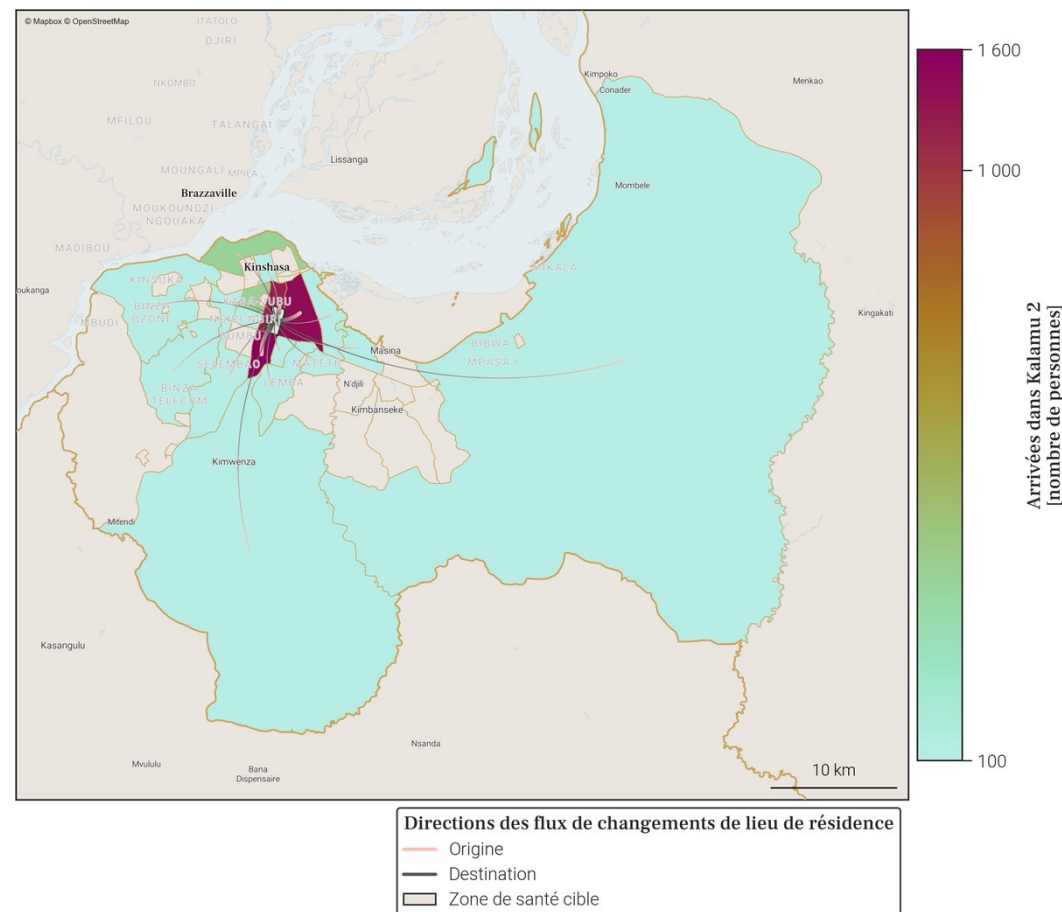 © Mapbox © OpenStreetMap
ITATOLO
DJIRI
NKOMBO
MFILOU
TALANGAI
MOUNGALI
MPILA
Lissanga
Brazzaville
MOUKOUNDZI
NGOUAKA
MADIBOU
Kimpoko
Conader
Menkao
Mombele
Kinshasa
KINSUKA
oukanga
MBUDI
BINZA
OZONE
BUMBU
SELEMBAO
MATETE
LEMBA
BINZA
TELECOM
Masina
N'djili
Kimbanseke
BIBWA
MPASA I
MIKALA
Kingakati
Kimwenza
Mitendi
Kasangulu
Mvululu
Bana
Dispensaire
Nsanda
10 km
1 600
1 000
100
Arrivées dans Kalamu 2
[nombre de personnes]
Directions des flux de changements de lieu de résidence
Origine
Destination
Zone de santé cible